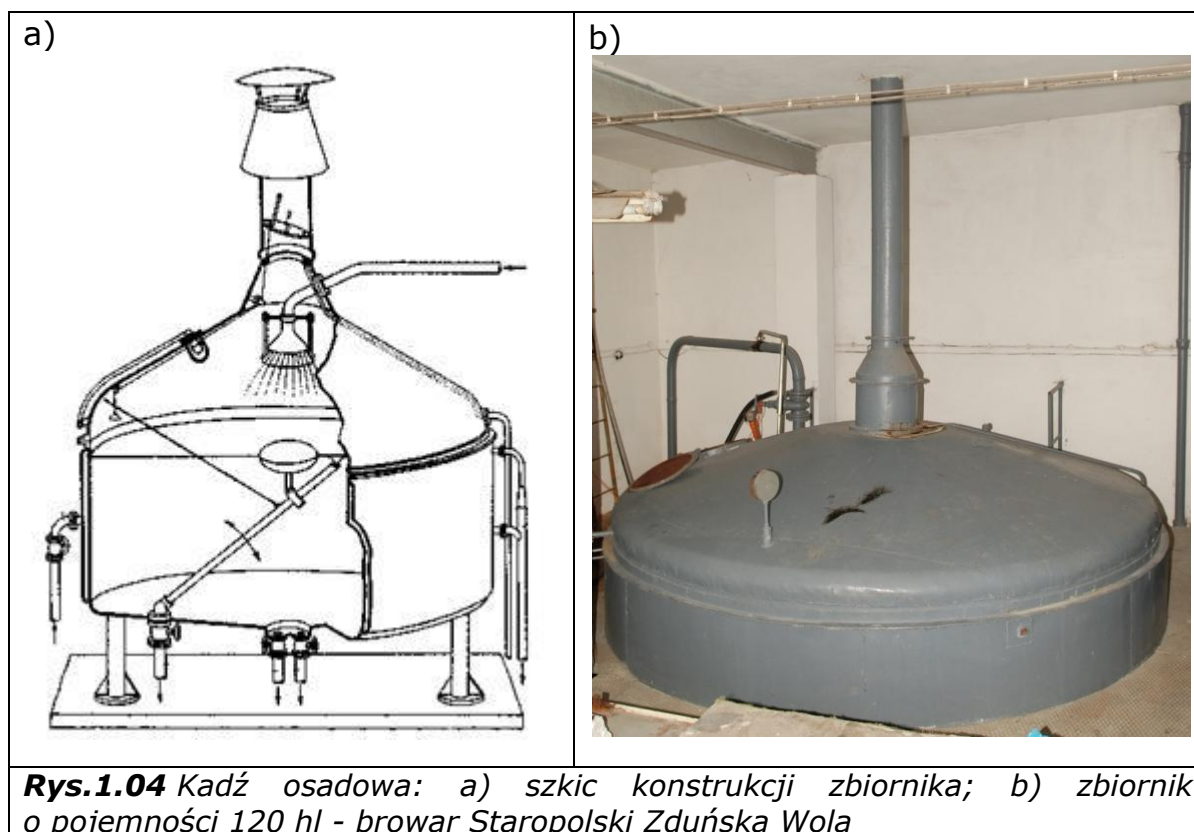 a)
b)
Rys.1.04 Kadź osadowa: a) szkic konstrukcji zbiornika; b) zbiornik
o pojemności 120 hl - browar Staropolski Zduńska Wola